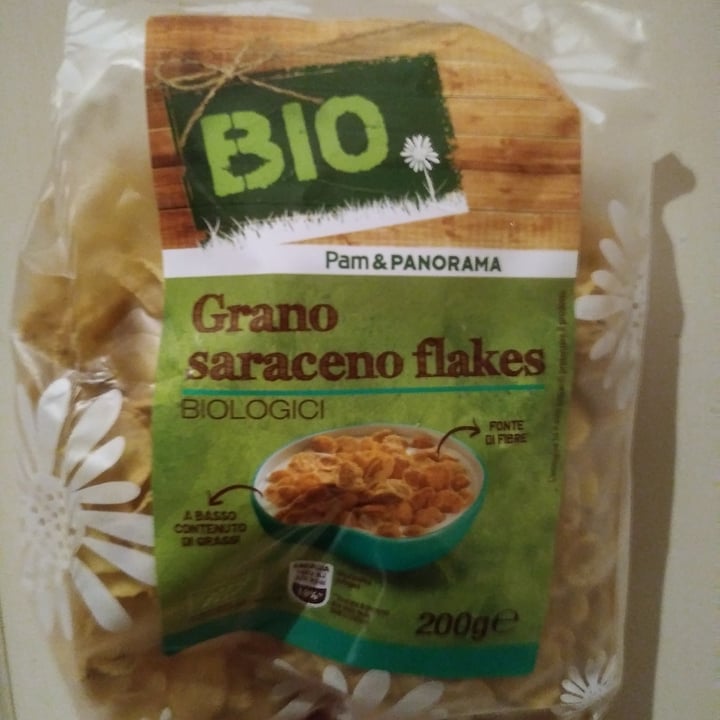 BIO
Pam & PANORAMA
Grano
saraceno flakes
BIOLOGICI
FONTE
DI FIBRE
A BASSO
CONTENUTO
DI GRASSI
200g e